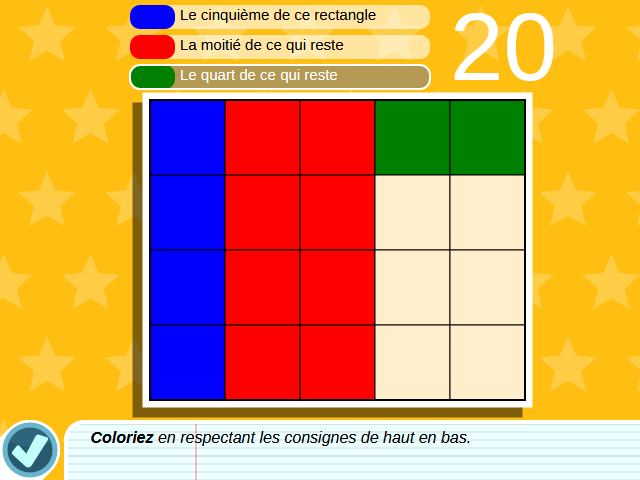 Le cinquième de ce rectangle
La moitié de ce qui reste
Le quart de ce qui reste
20
Coloriez en respectant les consignes de haut en bas.